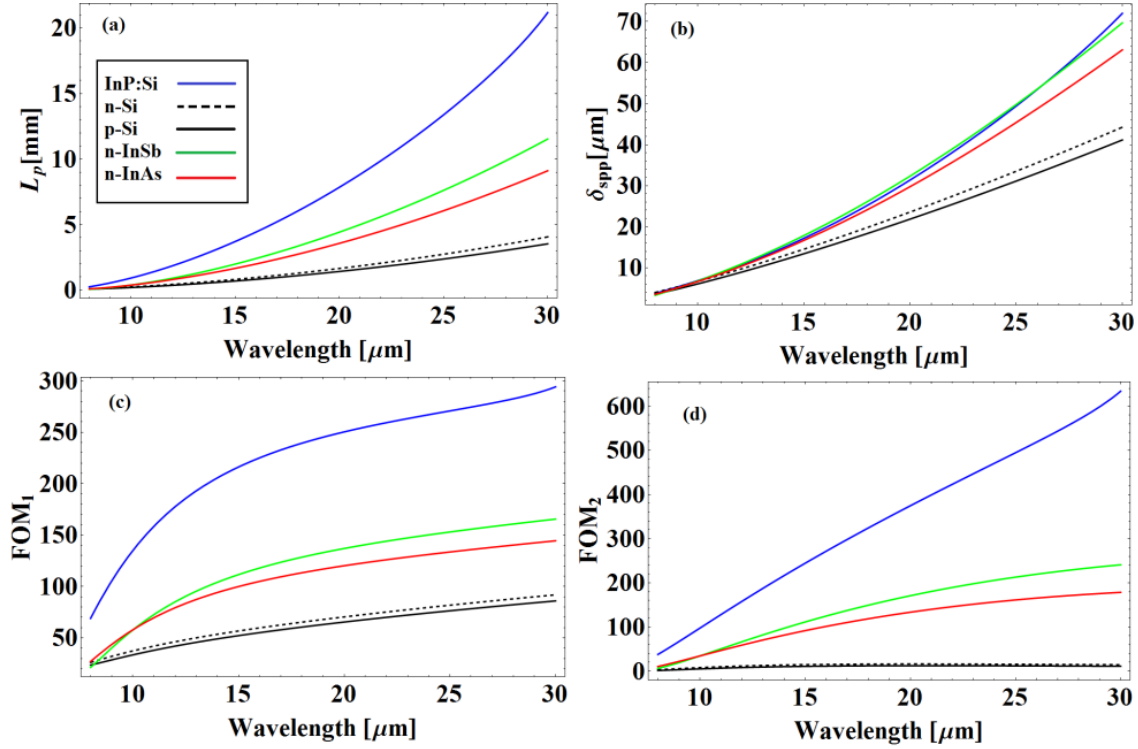 (a)
20
15
10
5
0
L_p[mm]
InP:Si
n-Si
p-Si
n-InSb
n-InAs
10 15 20 25 30
Wavelength [μm]
(b)
70
60
50
40
30
20
10
δ_spp[μm]
10 15 20 25 30
Wavelength [μm]
(c)
300
250
200
150
100
50
FOM₁
10 15 20 25 30
Wavelength [μm]
(d)
600
500
400
300
200
100
0
FOM₂
10 15 20 25 30
Wavelength [μm]